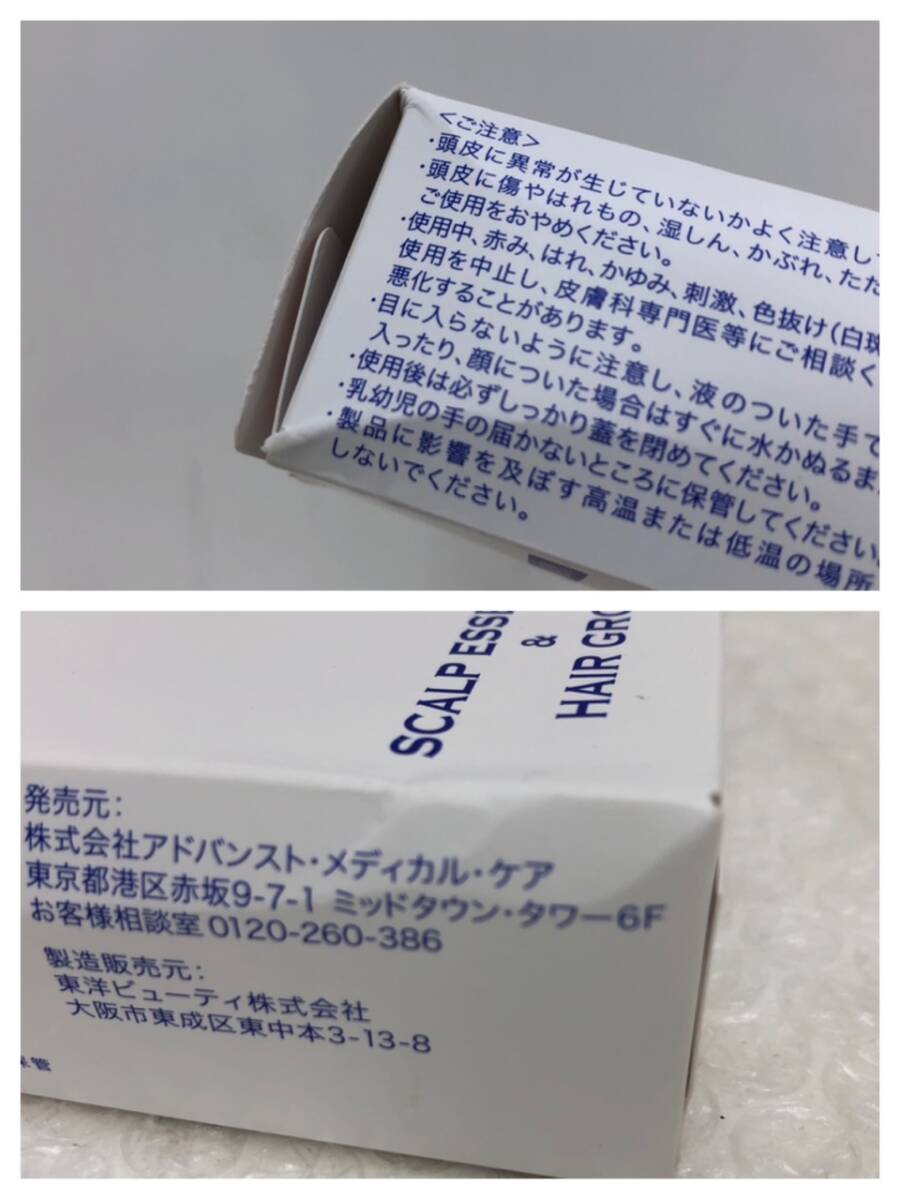 <ご注意>
・頭皮に異常が生じていないかよく注意し
・頭皮に傷やはれもの、湿しん、かぶれ、ただ
ご使用をおやめください。
・使用中、赤み、はれ、かゆみ、刺激、色抜け(白斑
使用を中止し、皮膚科専門医等にご相談く
悪化することがあります。
・目に入らないように注意し、液のついた手で
入ったり、顔についた場合はすぐに水かぬるま
・使用後は必ずしっかり蓋を閉めてください。
・乳幼児の手の届かないところに保管してください。
・製品に影響を及ぼす高温または低温の場所
しないでください。
SCALP ESSE
&
HAIR GRO
発売元:
株式会社アドバンスト・メディカル・ケア
東京都港区赤坂9-7-1 ミッドタウン・タワー6F
お客様相談室 0120-260-386
製造販売元:
東洋ビューティ株式会社
大阪市東成区東中本3-13-8
管